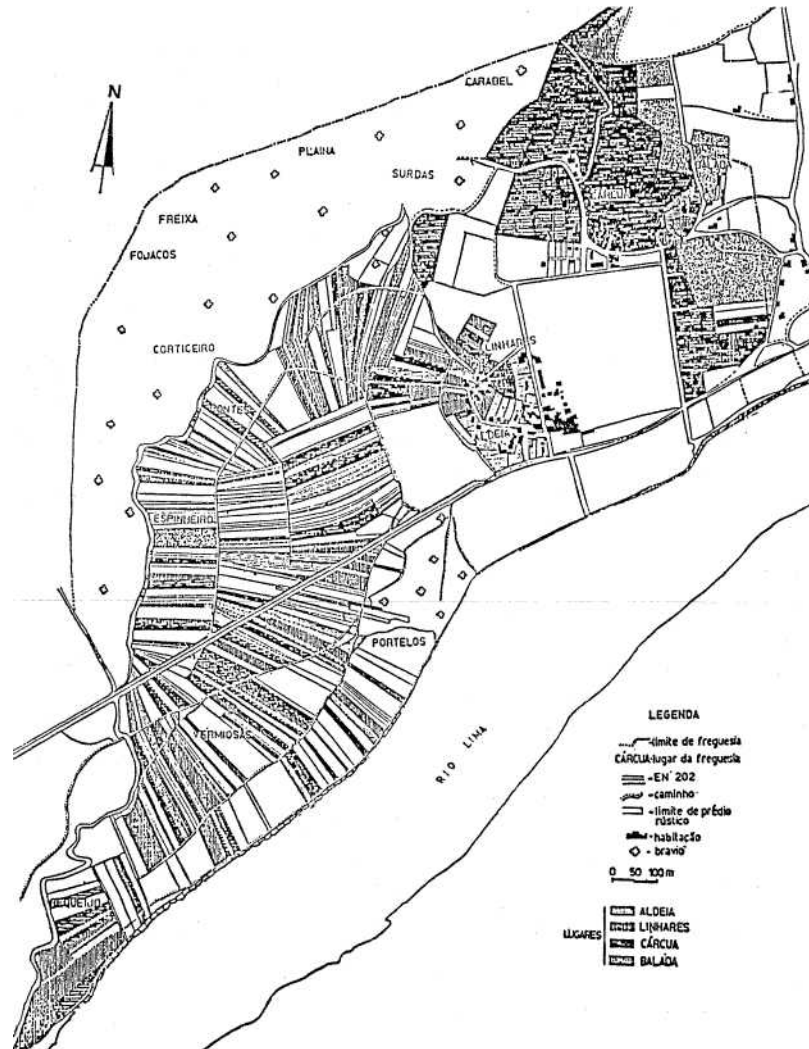 N
CARADEL
PLAINA
SURDAS
FREIXA
FOJACOS
CORTICEIRO
LINHARES
ALDEIA
ESPINHEIRO
PORTELOS
VERMIOSAS
RIO LIMA
LEGENDA
-limite de freguesia
CÁRCUA-lugar da freguesia
-EN 202
-caminho
-limite de prédio
rústico
-habitação
- bravio
0 50 100m
LUGARES
ALDEIA
LINHARES
CÁRCUA
BALADA